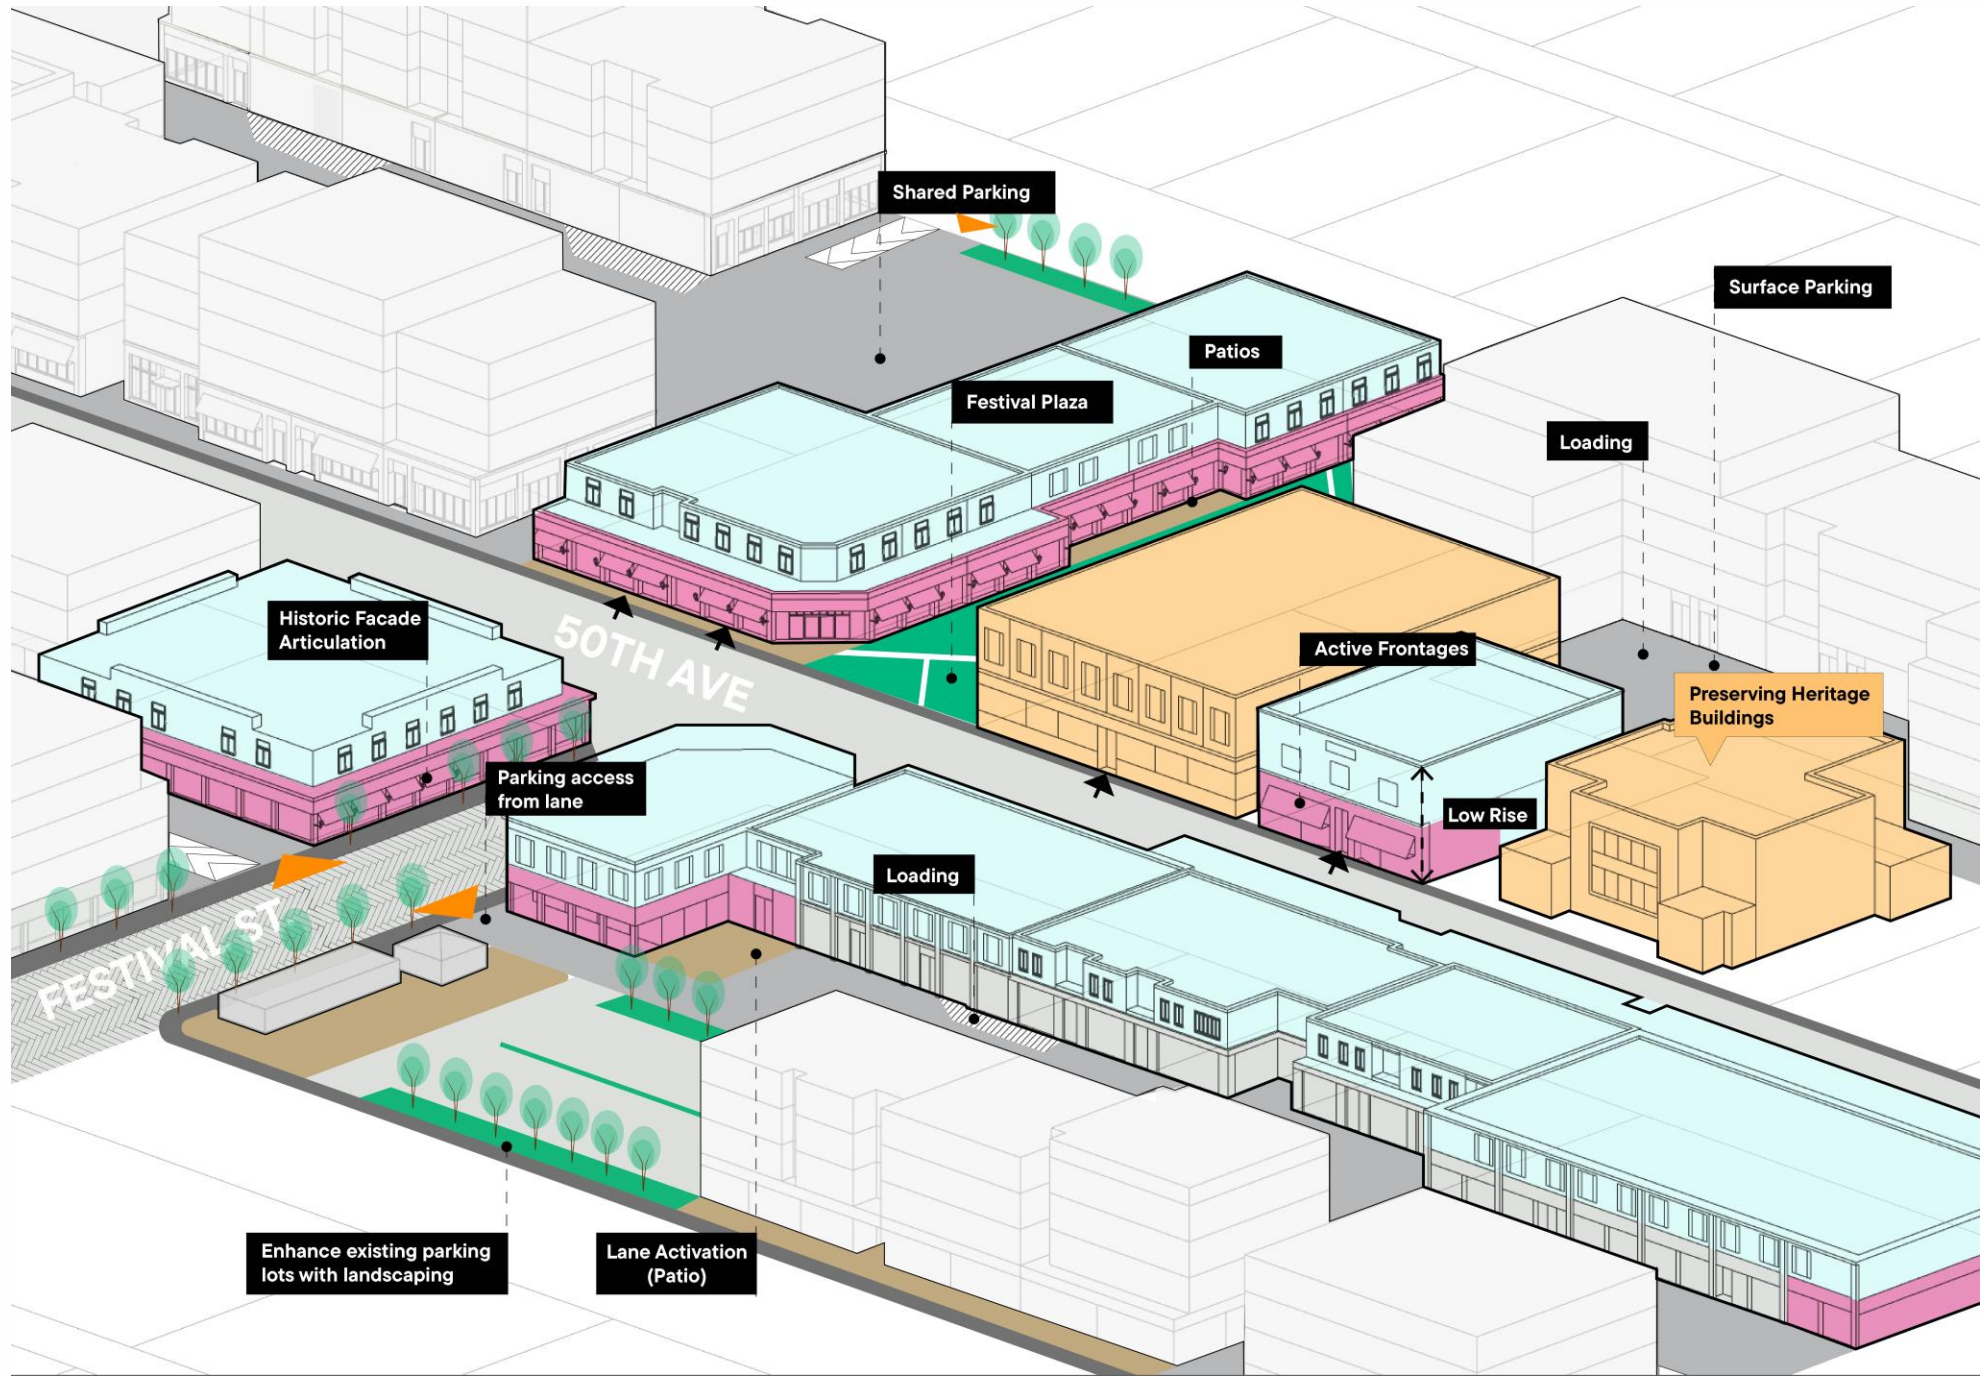 Shared Parking
Surface Parking
Patios
Festival Plaza
Loading
Historic Facade
Articulation
50TH AVE
Active Frontages
Preserving Heritage
Buildings
Parking access
from lane
Low Rise
Loading
FESTIVAL ST
Enhance existing parking
lots with landscaping
Lane Activation
(Patio)